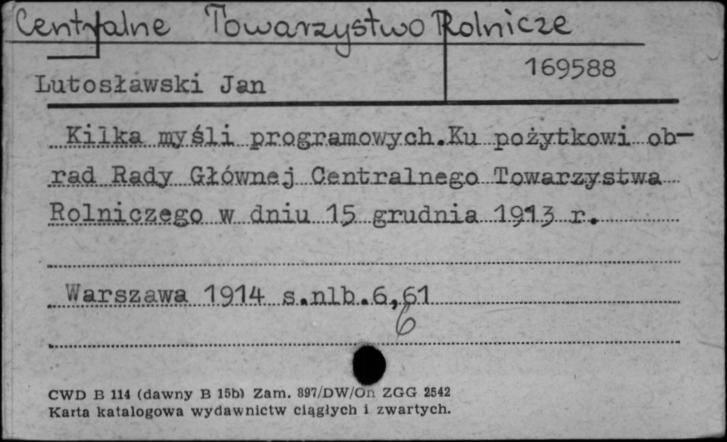 Centralne Towarzystwo Rolnicze
169588
Lutosławski Jan
Kilka myśli programowych.Ku pożytkowi ob-
rad Rady Głównej Centralnego Towarzystwa
Rolniczego w dniu 15 grudnia 1913 r.
Warszawa 1914 s.nlb.6,61
6
CWD B 114 (dawny B 15b) Zam. 897/DW/On ZGG 2542
Karta katalogowa wydawnictw ciągłych i zwartych.